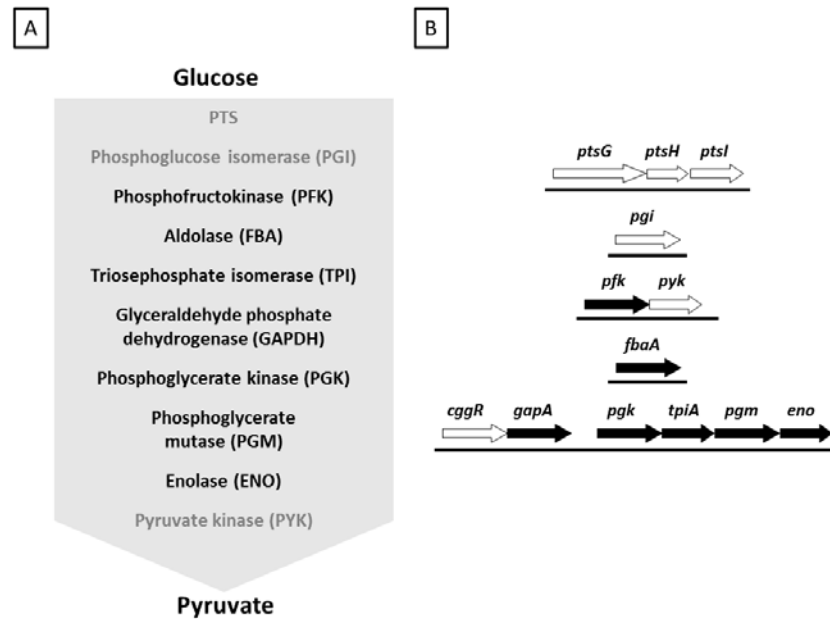 A
B
Glucose
PTS
Phosphoglucose isomerase (PGI)
Phosphofructokinase (PFK)
Aldolase (FBA)
Triosephosphate isomerase (TPI)
Glyceraldehyde phosphate
dehydrogenase (GAPDH)
Phosphoglycerate kinase (PGK)
Phosphoglycerate
mutase (PGM)
Enolase (ENO)
Pyruvate kinase (PYK)
Pyruvate
ptsG ptsH ptsI
pgi
pfk pyk
fbaA
cggR gapA pgk tpiA pgm eno